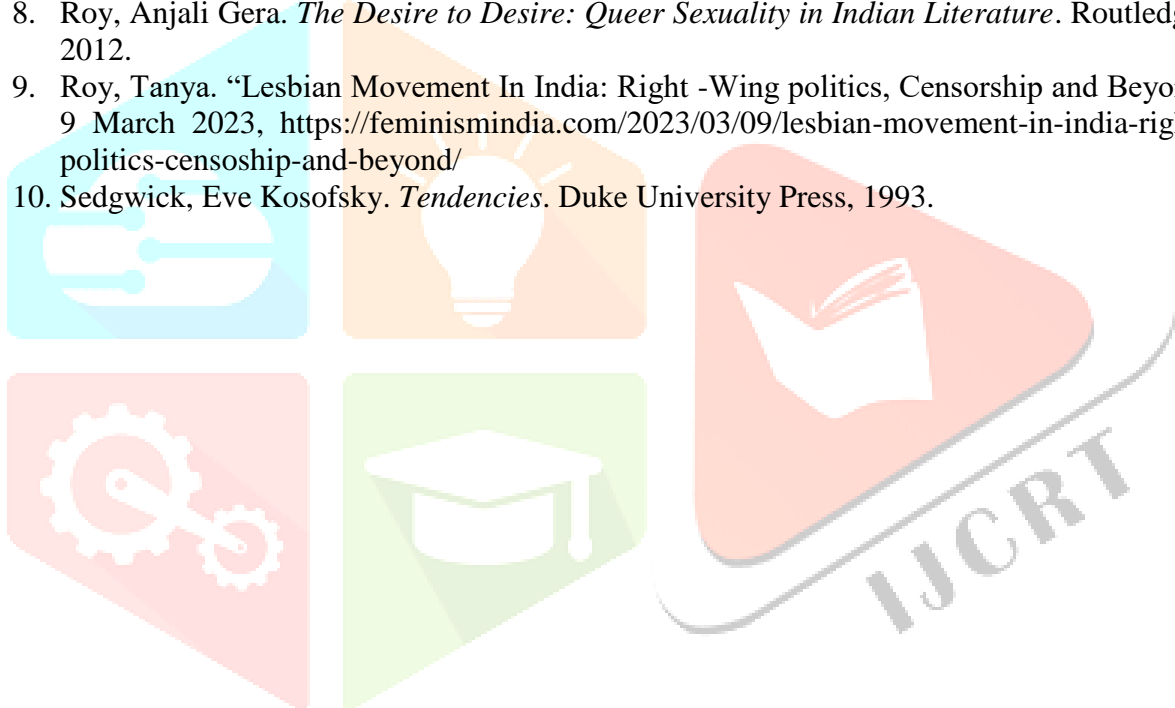 8. Roy, Anjali Gera. The Desire to Desire: Queer Sexuality in Indian Literature. Routledg
2012.
9. Roy, Tanya. “Lesbian Movement In India: Right -Wing politics, Censorship and Beyo
9 March 2023, https://feminismindia.com/2023/03/09/lesbian-movement-in-india-rig
politics-censoship-and-beyond/
10. Sedgwick, Eve Kosofsky. Tendencies. Duke University Press, 1993.
IJCRT